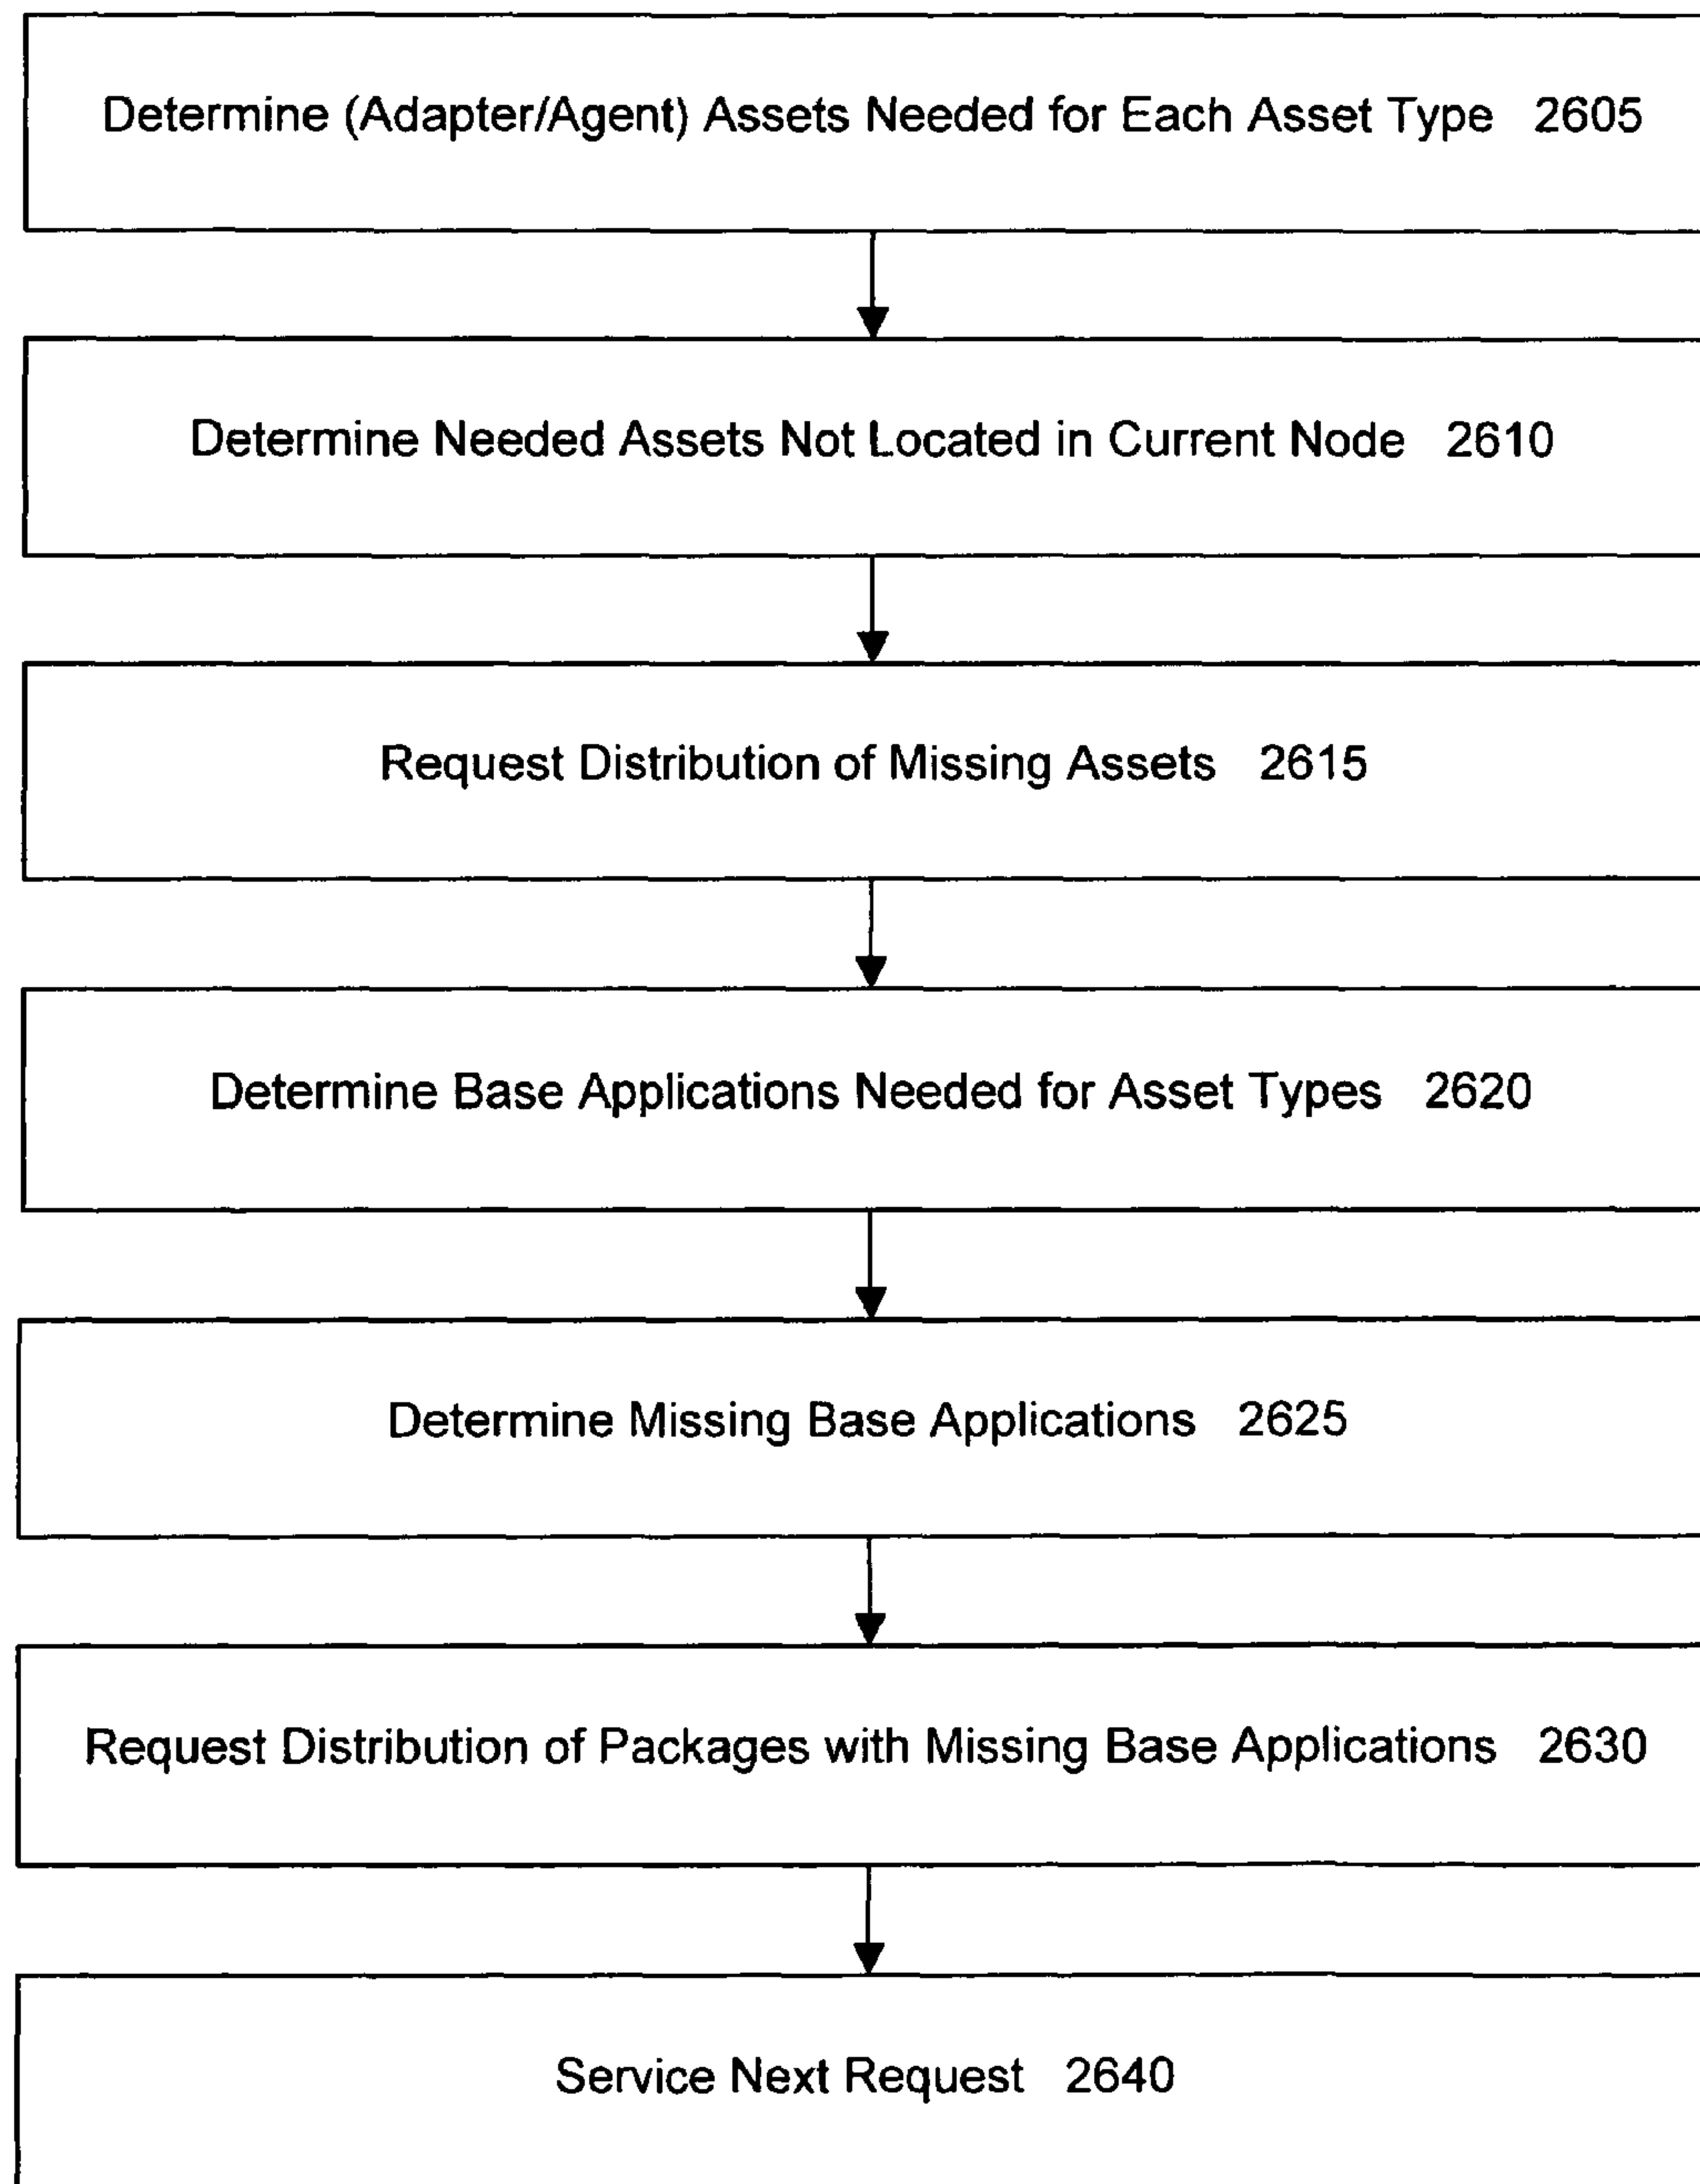 Determine (Adapter/Agent) Assets Needed for Each Asset Type 2605
Determine Needed Assets Not Located in Current Node 2610
Request Distribution of Missing Assets 2615
Determine Base Applications Needed for Asset Types 2620
Determine Missing Base Applications 2625
Request Distribution of Packages with Missing Base Applications 2630
Service Next Request 2640